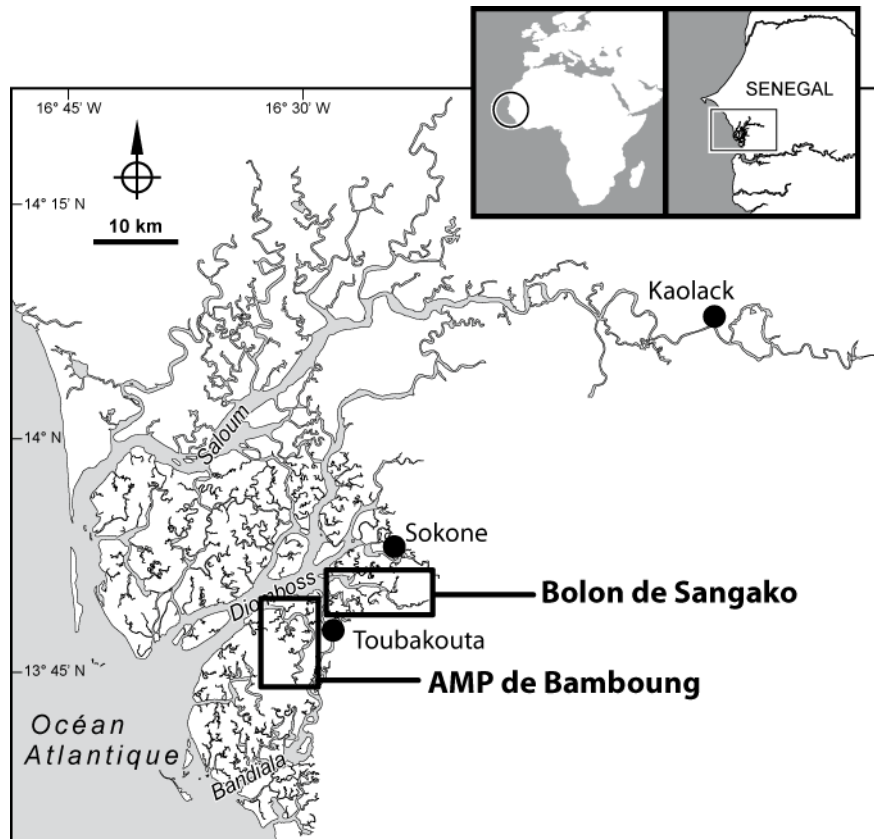 SENEGAL
16° 45' W
16° 30' W
14° 15' N
10 km
Kaolack
Saloum
14° N
Sokone
Diomboss
Bolon de Sangako
Toubakouta
13° 45' N
AMP de Bamboung
Océan
Atlantique
Bandiala